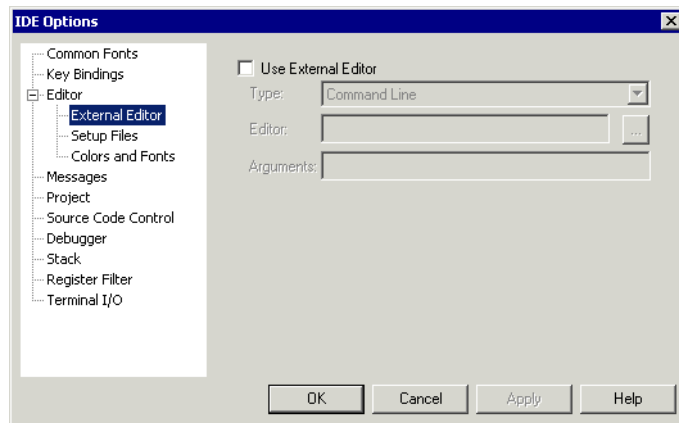 IDE Options
Common Fonts
Key Bindings
Editor
External Editor
Setup Files
Colors and Fonts
Messages
Project
Source Code Control
Debugger
Stack
Register Filter
Terminal I/O
Use External Editor
Type: Command Line
Editor: ...
Arguments:
OK Cancel Apply Help